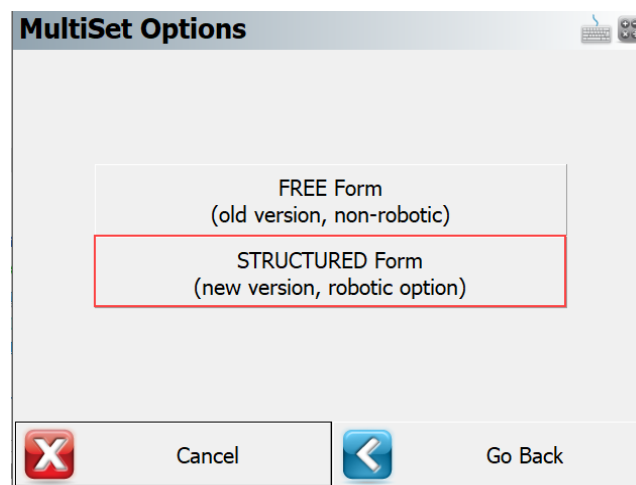 MultiSet Options
FREE Form
(old version, non-robotic)
STRUCTURED Form
(new version, robotic option)
Cancel
Go Back